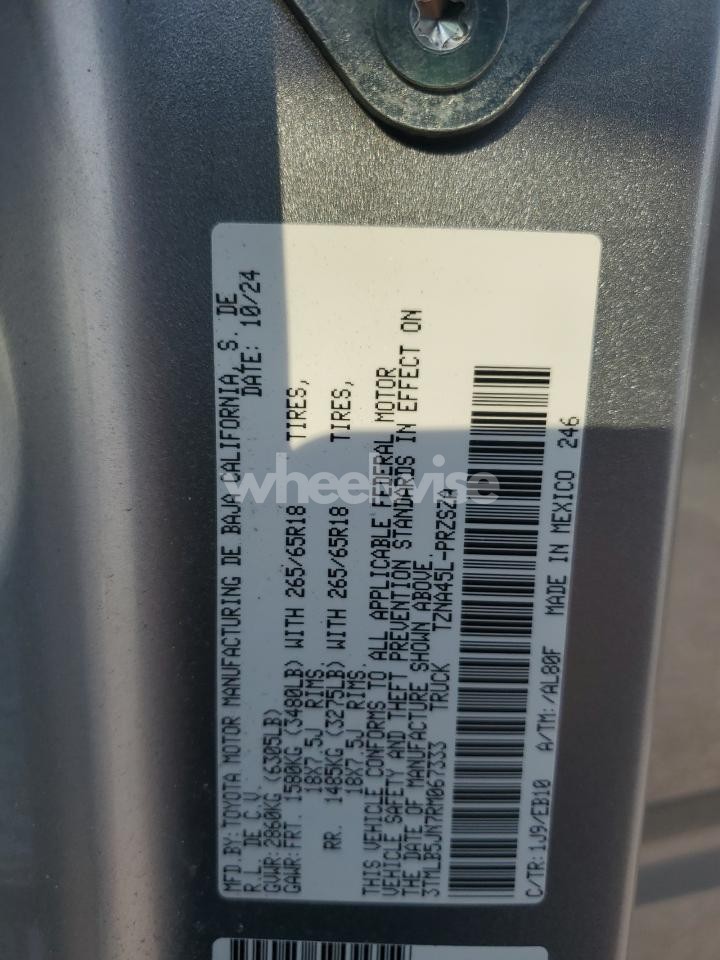 MFD.BY:TOYOTA MOTOR MANUFACTURING DE BAJA CALIFORNIA, S. DE
R.L. DE C.V. DATE: 10/24
GVWR:2860KG (6305LB)
GAWR:FRT. 1580KG (3480LB) WITH 265/65R18 TIRES,
18X7.5J RIMS.
RR. 1485KG (3275LB) WITH 265/65R18 TIRES,
18X7.5J RIMS.
THIS VEHICLE CONFORMS TO ALL APPLICABLE FEDERAL MOTOR
VEHICLE SAFETY AND THEFT PREVENTION STANDARDS IN EFFECT ON
THE DATE OF MANUFACTURE SHOWN ABOVE.
3TMLB5JN7RM067333 TRUCK TZNA45L-PRZSZA
C/TR:1J9/EB10 A/TM:/AL80F MADE IN MEXICO 246
wheelwise